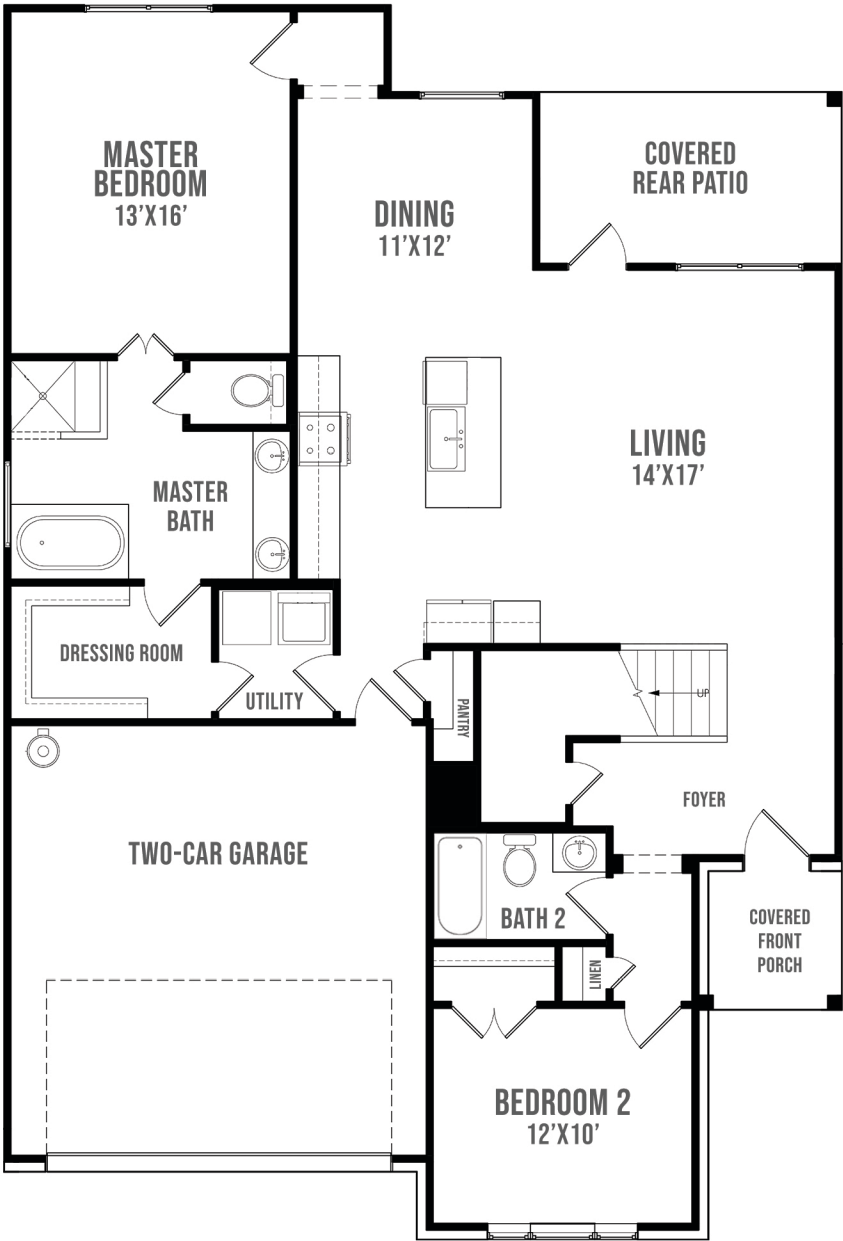 MASTER
BEDROOM
13'X16'
COVERED
REAR PATIO
DINING
11'X12'
LIVING
14'X17'
MASTER
BATH
DRESSING ROOM
UTILITY
PANTRY
UP
FOYER
TWO-CAR GARAGE
BATH 2
COVERED
FRONT
PORCH
LINEN
BEDROOM 2
12'X10'